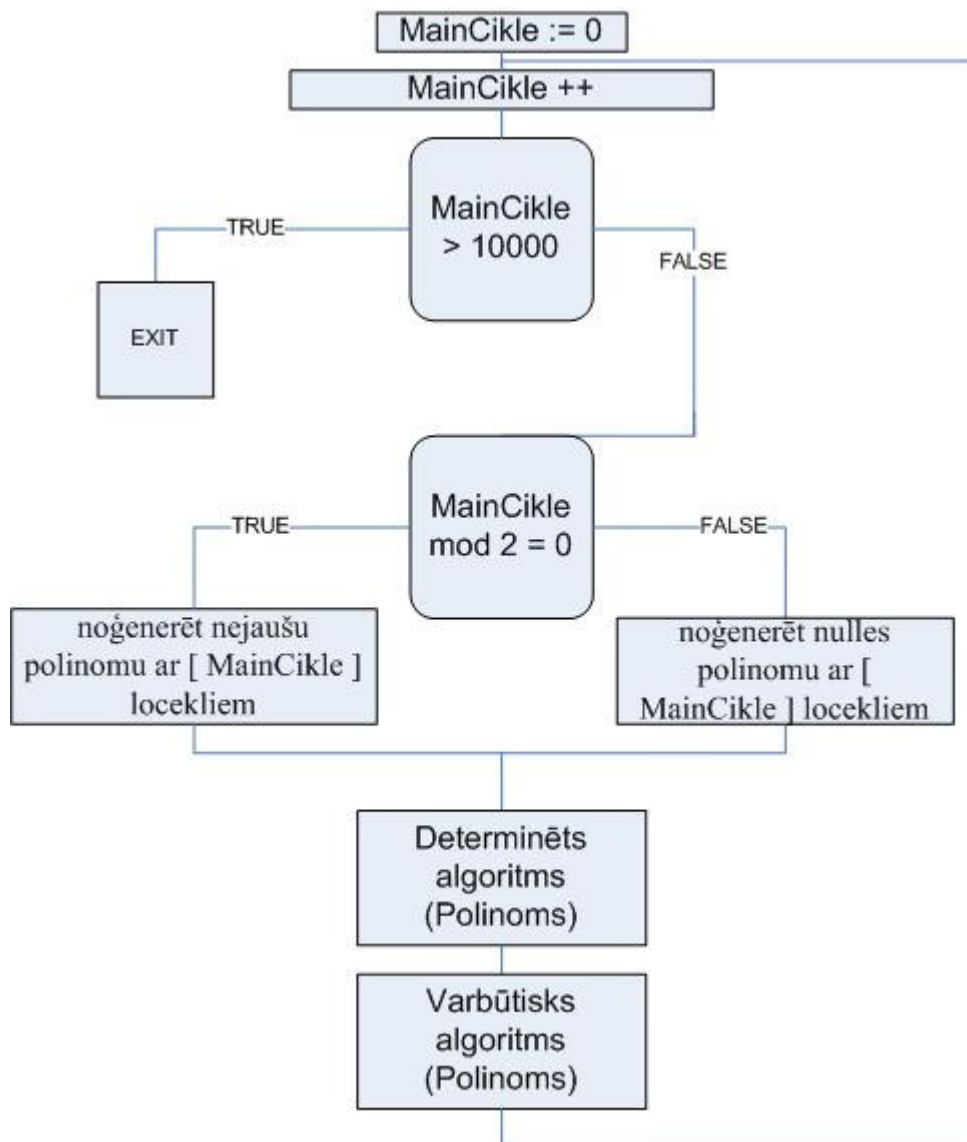 MainCikle := 0
MainCikle ++
MainCikle
> 10000
TRUE
FALSE
EXIT
MainCikle
mod 2 = 0
TRUE
FALSE
noģenerēt nejaušu
polinomu ar [ MainCikle ]
locekliem
noģenerēt nulles
polinomu ar [
MainCikle ] locekliem
Determinēts
algoritms
(Polinoms)
Varbūtisks
algoritms
(Polinoms)